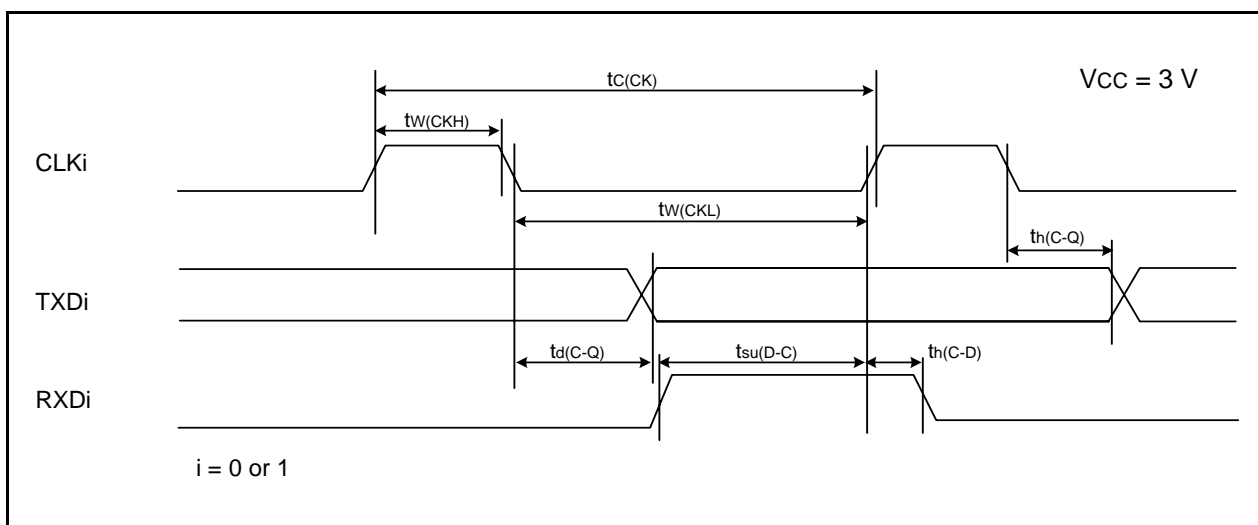 tC(CK)
VCC = 3 V
tW(CKH)
CLKi
tW(CKL)
th(C-Q)
TXDi
td(C-Q)
tsu(D-C)
th(C-D)
RXDi
i = 0 or 1